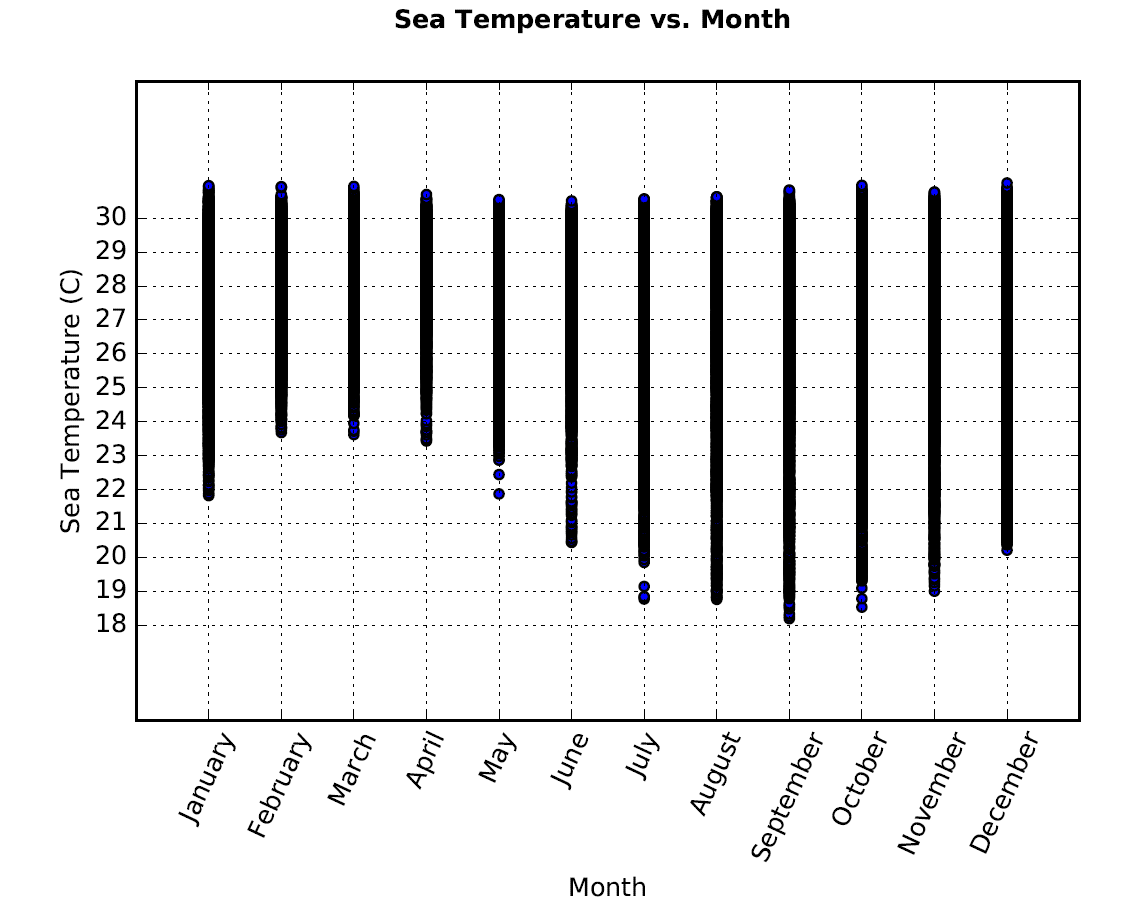 Sea Temperature vs. Month
Sea Temperature (C)
30
29
28
27
26
25
24
23
22
21
20
19
18
January
February
March
April
May
June
July
August
September
October
November
December
Month